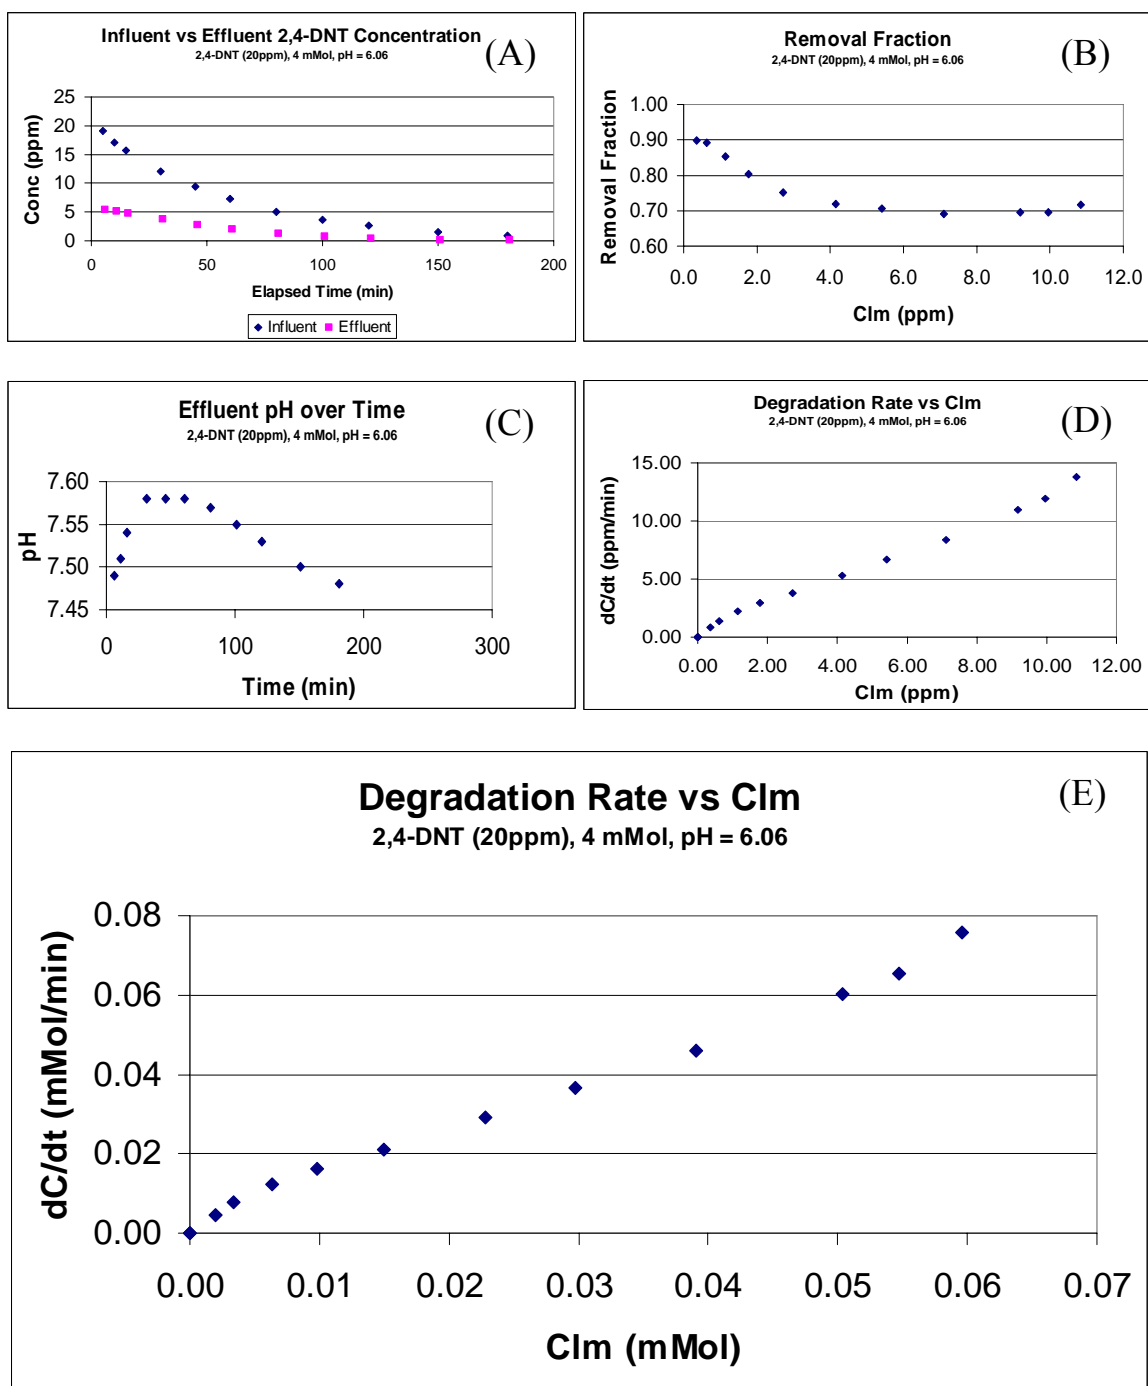 Influent vs Effluent 2,4-DNT Concentration
2,4-DNT (20ppm), 4 mMol, pH = 6.06
(A)
Conc (ppm)
25
20
15
10
5
0
0 50 100 150 200
Elapsed Time (min)
Influent Effluent
Removal Fraction
2,4-DNT (20ppm), 4 mMol, pH = 6.06
(B)
Removal Fraction
1.00
0.90
0.80
0.70
0.60
0.0 2.0 4.0 6.0 8.0 10.0 12.0
Clm (ppm)
Effluent pH over Time
2,4-DNT (20ppm), 4 mMol, pH = 6.06
(C)
pH
7.60
7.55
7.50
7.45
0 100 200 300
Time (min)
Degradation Rate vs Clm
2,4-DNT (20ppm), 4 mMol, pH = 6.06
(D)
dC/dt (ppm/min)
15.00
10.00
5.00
0.00
0.00 2.00 4.00 6.00 8.00 10.00 12.00
Clm (ppm)
Degradation Rate vs Clm
2,4-DNT (20ppm), 4 mMol, pH = 6.06
(E)
dC/dt (mMol/min)
0.08
0.06
0.04
0.02
0.00
0.00 0.01 0.02 0.03 0.04 0.05 0.06 0.07
Clm (mMol)